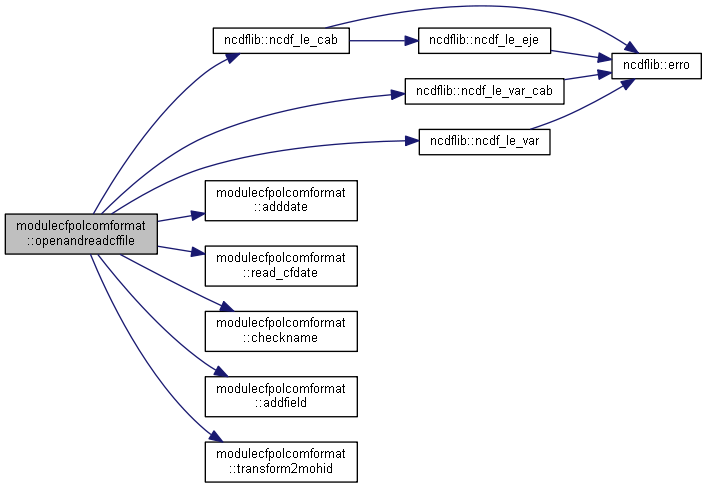 ncdflib::ncdf_le_cab
ncdflib::ncdf_le_eje
ncdflib::erro
ncdflib::ncdf_le_var_cab
ncdflib::ncdf_le_var
modulecfpolcomformat
::openandreadcffile
modulecfpolcomformat
::adddate
modulecfpolcomformat
::read_cfdate
modulecfpolcomformat
::checkname
modulecfpolcomformat
::addfield
modulecfpolcomformat
::transform2mohid